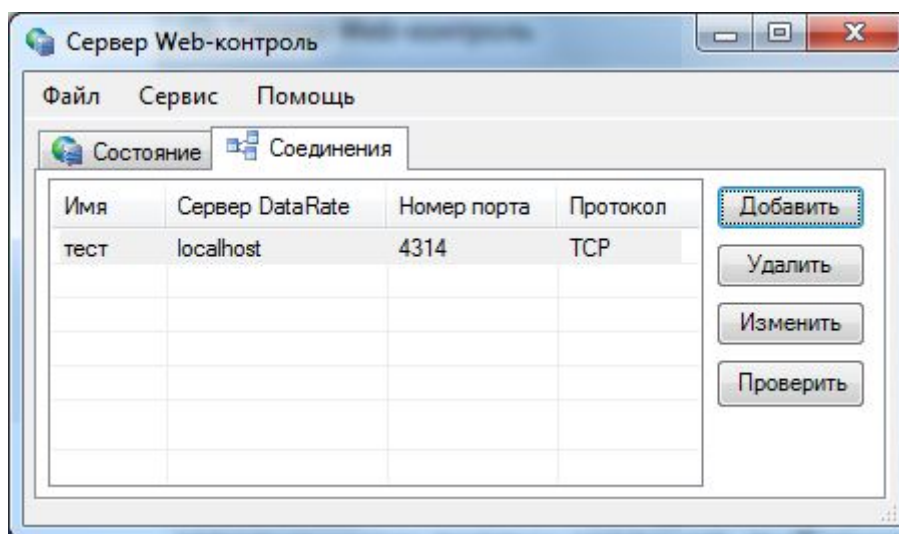 Сервер Web-контроль
Файл Сервис Помощь
Состояние Соединения
Имя Сервер DataRate Номер порта Протокол
тест localhost 4314 TCP
Добавить
Удалить
Изменить
Проверить